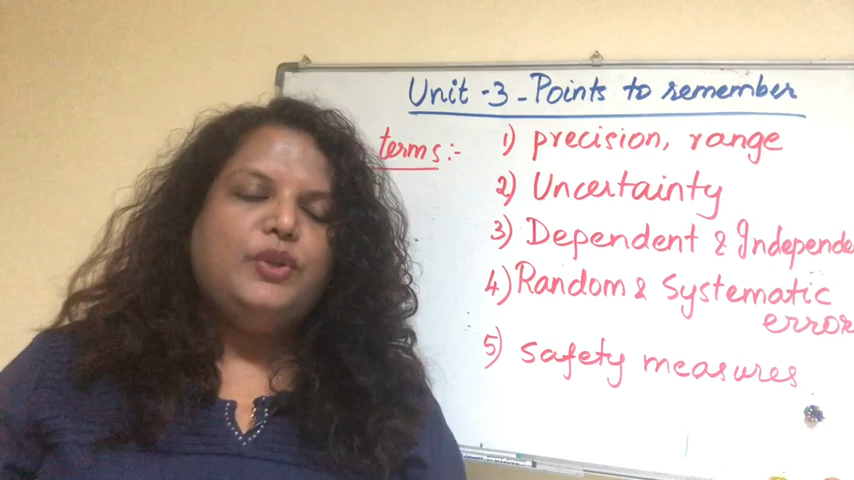 Unit -3 - Points to remember
terms :-
1) precision, range
2) Uncertainty
3) Dependent & Independe
4) Random & Systematic
error
5) safety measures